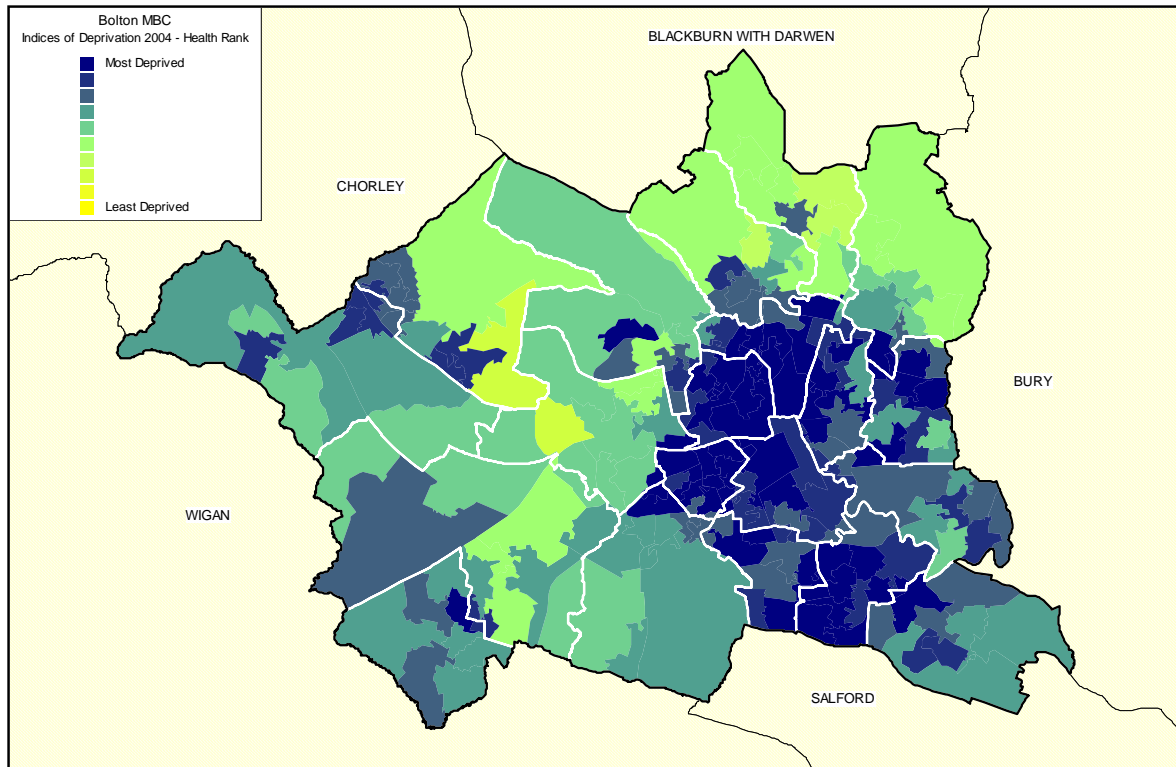 Bolton MBC
Indices of Deprivation 2004 - Health Rank
Most Deprived
Least Deprived
BLACKBURN WITH DARWEN
CHORLEY
BURY
WIGAN
SALFORD